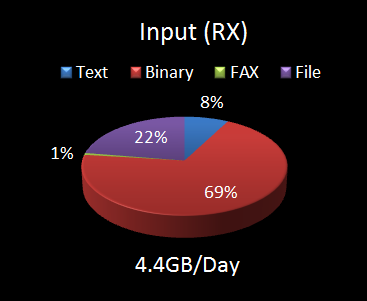 Input (RX)
Text Binary FAX File
8%
22%
1%
69%
4.4GB/Day